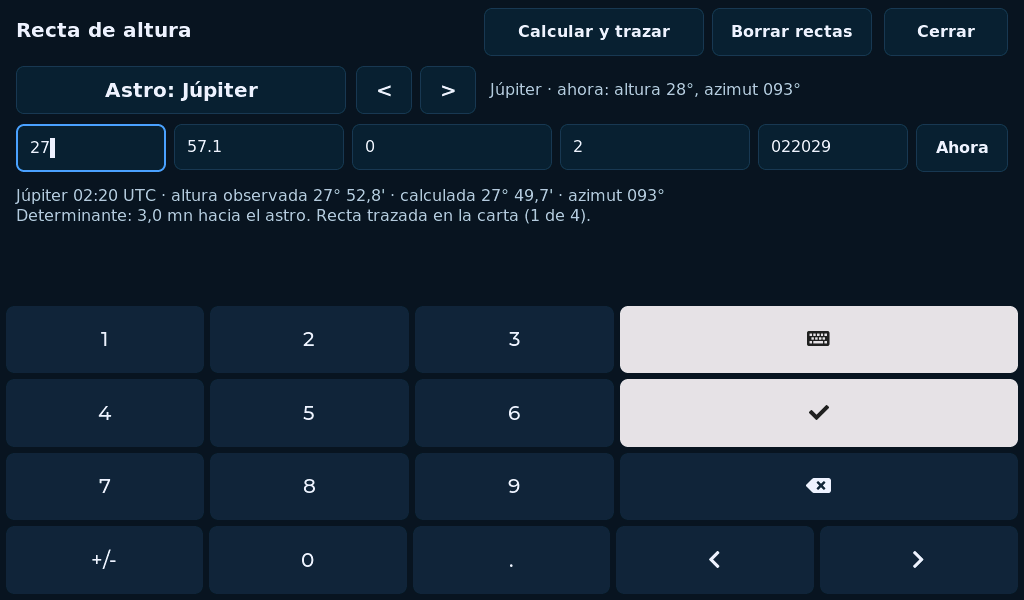 Recta de altura
Calcular y trazar
Borrar rectas
Cerrar
Astro: Júpiter
<
>
Júpiter · ahora: altura 28°, azimut 093°
27
57.1
0
2
022029
Ahora
Júpiter 02:20 UTC · altura observada 27° 52,8' · calculada 27° 49,7' · azimut 093°
Determinante: 3,0 mn hacia el astro. Recta trazada en la carta (1 de 4).
1
2
3
4
5
6
7
8
9
+/-
0
.